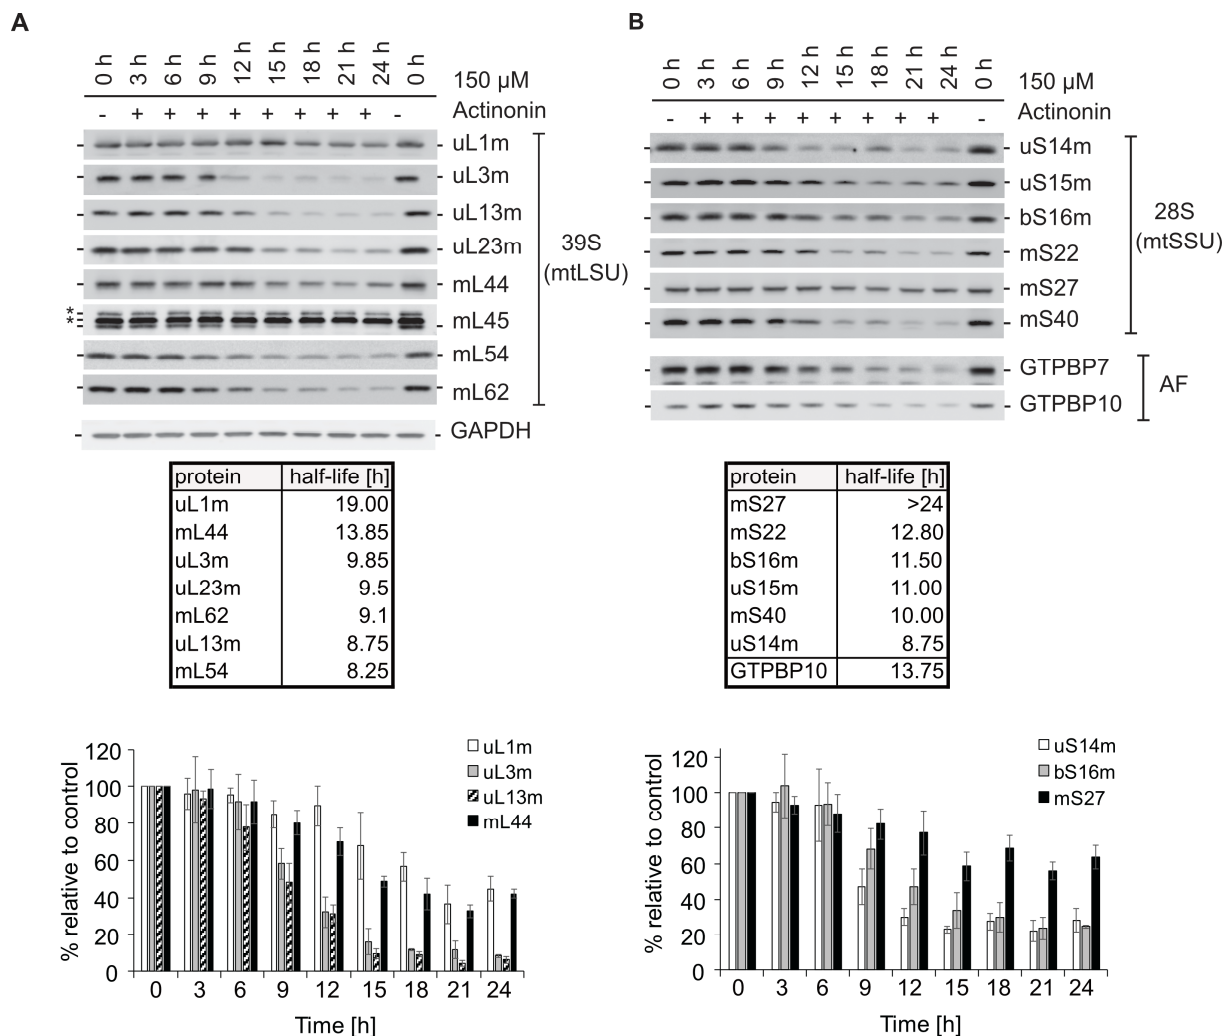 A
0 h 3 h 6 h 9 h 12 h 15 h 18 h 21 h 24 h 0 h
150 µM
- + + + + + + + + - Actinonin
uL1m
uL3m
uL13m
uL23m
mL44
* mL45
*
mL54
mL62
GAPDH
39S
(mtLSU)
protein half-life [h]
uL1m 19.00
mL44 13.85
uL3m 9.85
uL23m 9.5
mL62 9.1
uL13m 8.75
mL54 8.25
% relative to control
120
100
80
60
40
20
0
uL1m
uL3m
uL13m
mL44
0 3 6 9 12 15 18 21 24
Time [h]
B
0 h 3 h 6 h 9 h 12 h 15 h 18 h 21 h 24 h 0 h
150 µM
- + + + + + + + + - Actinonin
uS14m
uS15m
bS16m
mS22
mS27
mS40
28S
(mtSSU)
GTPBP7
GTPBP10
AF
protein half-life [h]
mS27 >24
mS22 12.80
bS16m 11.50
uS15m 11.00
mS40 10.00
uS14m 8.75
GTPBP10 13.75
% relative to control
120
100
80
60
40
20
0
uS14m
bS16m
mS27
0 3 6 9 12 15 18 21 24
Time [h]